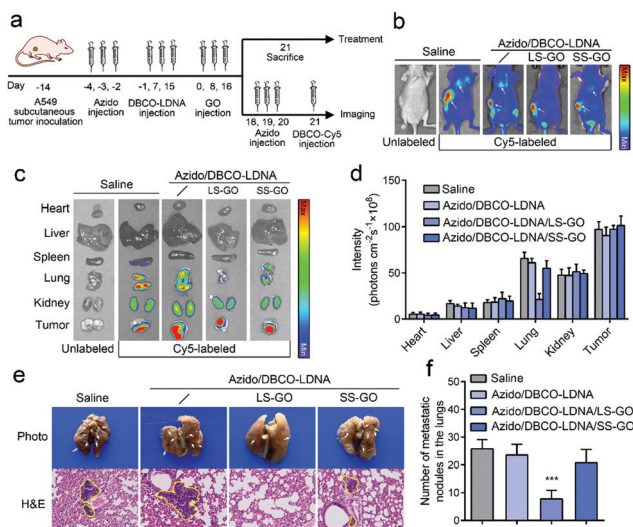 a
21
Sacrifice
Treatment
Day
-14
-4, -3, -2
-1, 7, 15
0, 8, 16
A549
subcutaneous
tumor inoculation
Azido
injection
DBCO-LDNA
injection
GO
injection
18, 19, 20
Azido
injection
21
DBCO-Cy5
injection
Imaging
b
Saline
Azido/DBCO-LDNA
/
LS-GO
SS-GO
Unlabeled
Cy5-labeled
Max
Min
c
Azido/DBCO-LDNA
Saline
/
LS-GO
SS-GO
Heart
Liver
Spleen
Lung
Kidney
Tumor
Unlabeled
Cy5-labeled
Max
Min
d
Saline
Azido/DBCO-LDNA
Azido/DBCO-LDNA/LS-GO
Azido/DBCO-LDNA/SS-GO
Intensity
(photons cm-2s-1×108)
150
100
50
0
Heart
Liver
Spleen
Lung
Kidney
Tumor
e
Azido/DBCO-LDNA
Saline
/
LS-GO
SS-GO
Photo
H&E
f
Saline
Azido/DBCO-LDNA
Azido/DBCO-LDNA/LS-GO
Azido/DBCO-LDNA/SS-GO
Number of metastatic
nodules in the lungs
50
40
30
20
10
0
***